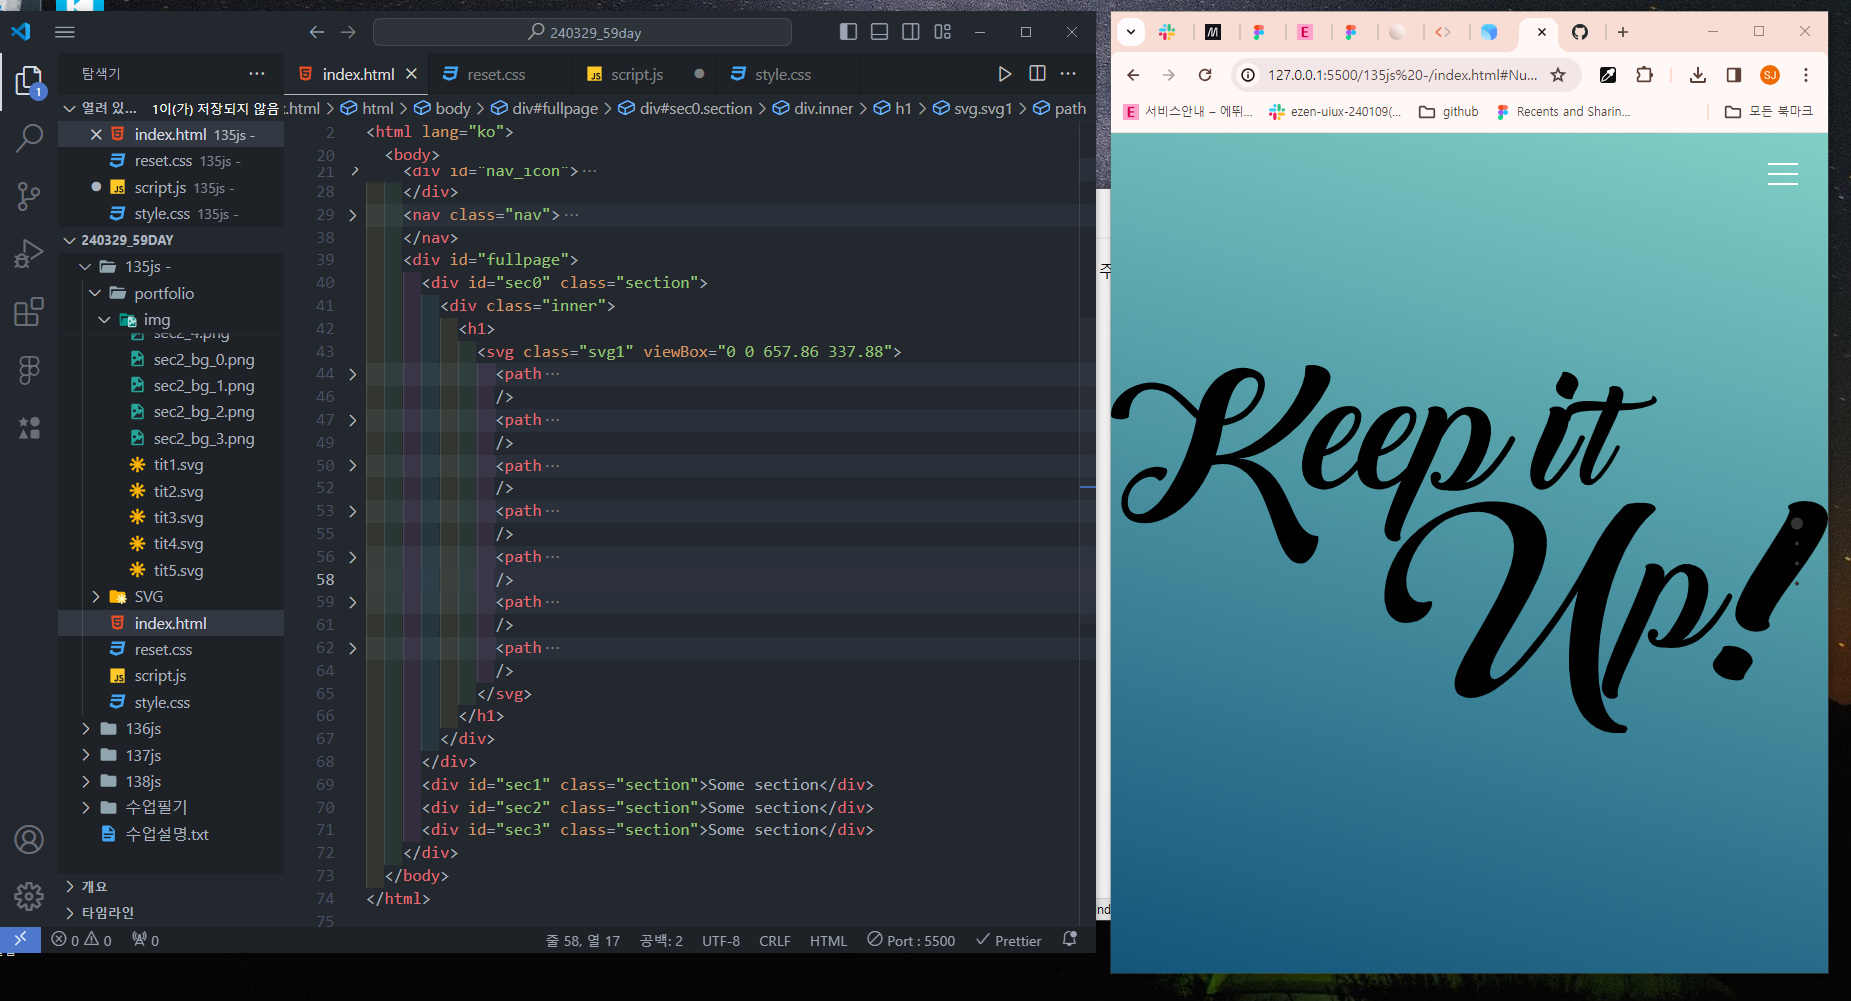 240329_59day
탐색기
index.html
reset.css
script.js
style.css
열려 있...
1이(가) 저장되지 않음
.html > html > body > div#fullpage > div#sec0.section > div.inner > h1 > svg.svg1 > path
index.html 135js -
reset.css 135js -
script.js 135js -
style.css 135js -
240329_59DAY
135js -
portfolio
img
sec2_4.png
sec2_bg_0.png
sec2_bg_1.png
sec2_bg_2.png
sec2_bg_3.png
tit1.svg
tit2.svg
tit3.svg
tit4.svg
tit5.svg
SVG
index.html
reset.css
script.js
style.css
136js
137js
138js
수업필기
수업설명.txt
개요
타임라인
2 <html lang="ko">
20 <body>
21 <div id="nav_icon">···
28 </div>
29 <nav class="nav">···
38 </nav>
39 <div id="fullpage">
40 <div id="sec0" class="section">
41 <div class="inner">
42 <h1>
43 <svg class="svg1" viewBox="0 0 657.86 337.88">
44 <path···
46 />
47 <path···
49 />
50 <path···
52 />
53 <path···
55 />
56 <path···
58 />
59 <path···
61 />
62 <path···
64 />
65 </svg>
66 </h1>
67 </div>
68 </div>
69 <div id="sec1" class="section">Some section</div>
70 <div id="sec2" class="section">Some section</div>
71 <div id="sec3" class="section">Some section</div>
72 </div>
73 </body>
74 </html>
75
0 0 0 줄 58, 열 17 공백: 2 UTF-8 CRLF HTML Port : 5500 Prettier
127.0.0.1:5500/135js%20-/index.html#Nu...
서비스안내 – 에뛰... ezen-uiux-240109(... github Recents and Sharin... 모든 북마크
SJ
Keep it
Up!